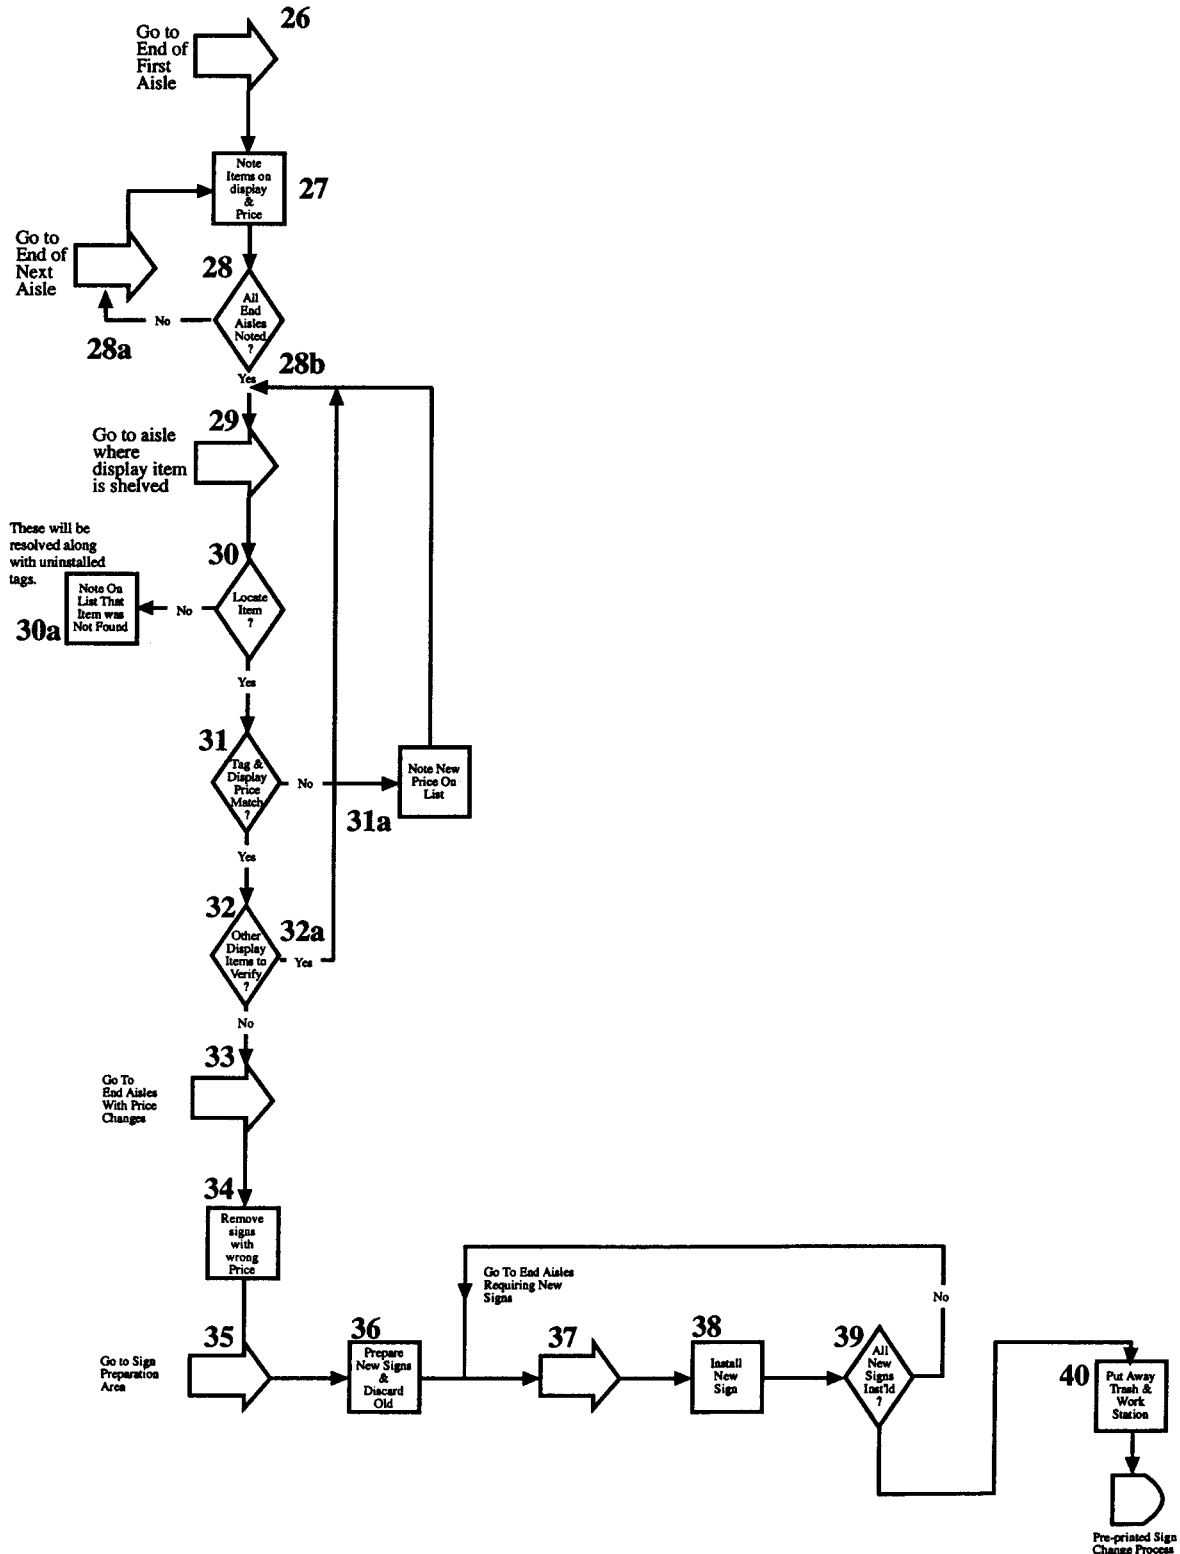 26
Go to
End of
First
Aisle
Note
Items on
display
&
Price
27
Go to
End of
Next
Aisle
28
All
End
Aisles
Noted
?
No
28a
28b
Yes
29
Go to aisle
where
display item
is shelved
These will be
resolved along
with uninstalled
tags.
30
Locate
Item
?
No
Note On
List That
Item was
Not Found
30a
Yes
31
Tag &
Display
Price
Match
?
No
Note New
Price On
List
31a
Yes
32
Other
Display
Items to
Verify
?
32a
Yes
No
33
Go To
End Aisles
With Price
Changes
34
Remove
signs
with
wrong
Price
35
Go to Sign
Preparation
Area
36
Prepare
New Signs
&
Discard
Old
Go To End Aisles
Requiring New
Signs
37
38
Install
New
Sign
39
All
New
Signs
Inst'ld
?
No
40
Put Away
Trash &
Work
Station
Pre-printed Sign
Change Process